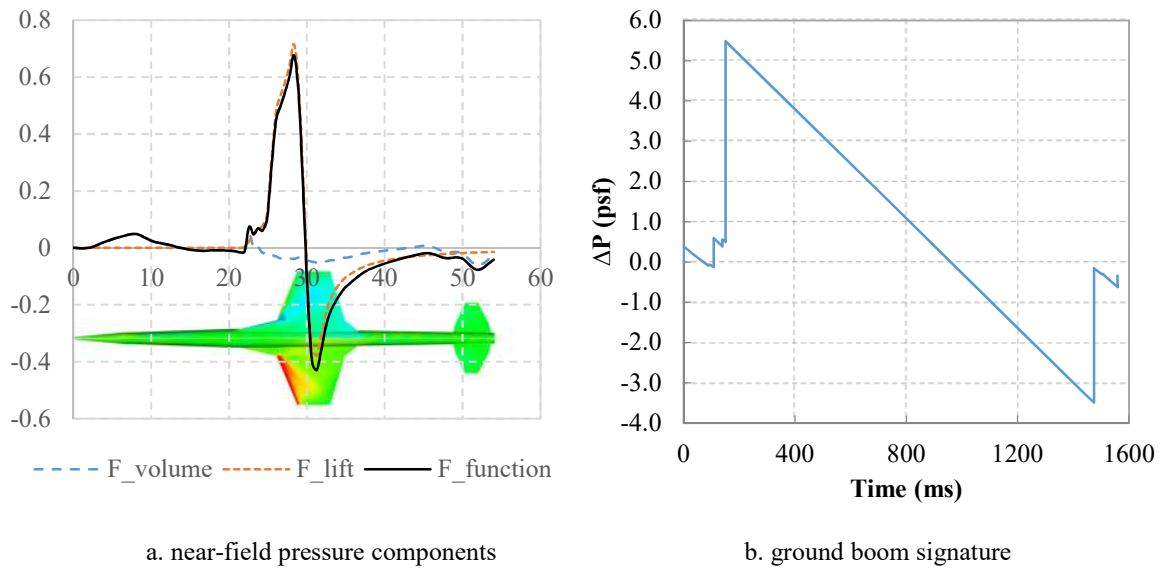 0.8
0.6
0.4
0.2
0
-0.2
-0.4
-0.6
0 10 20 30 40 50 60
F_volume F_lift F_function
a. near-field pressure components
6.0
5.0
4.0
3.0
2.0
1.0
0.0
-1.0
-2.0
-3.0
-4.0
ΔP (psf)
0 400 800 1200 1600
Time (ms)
b. ground boom signature